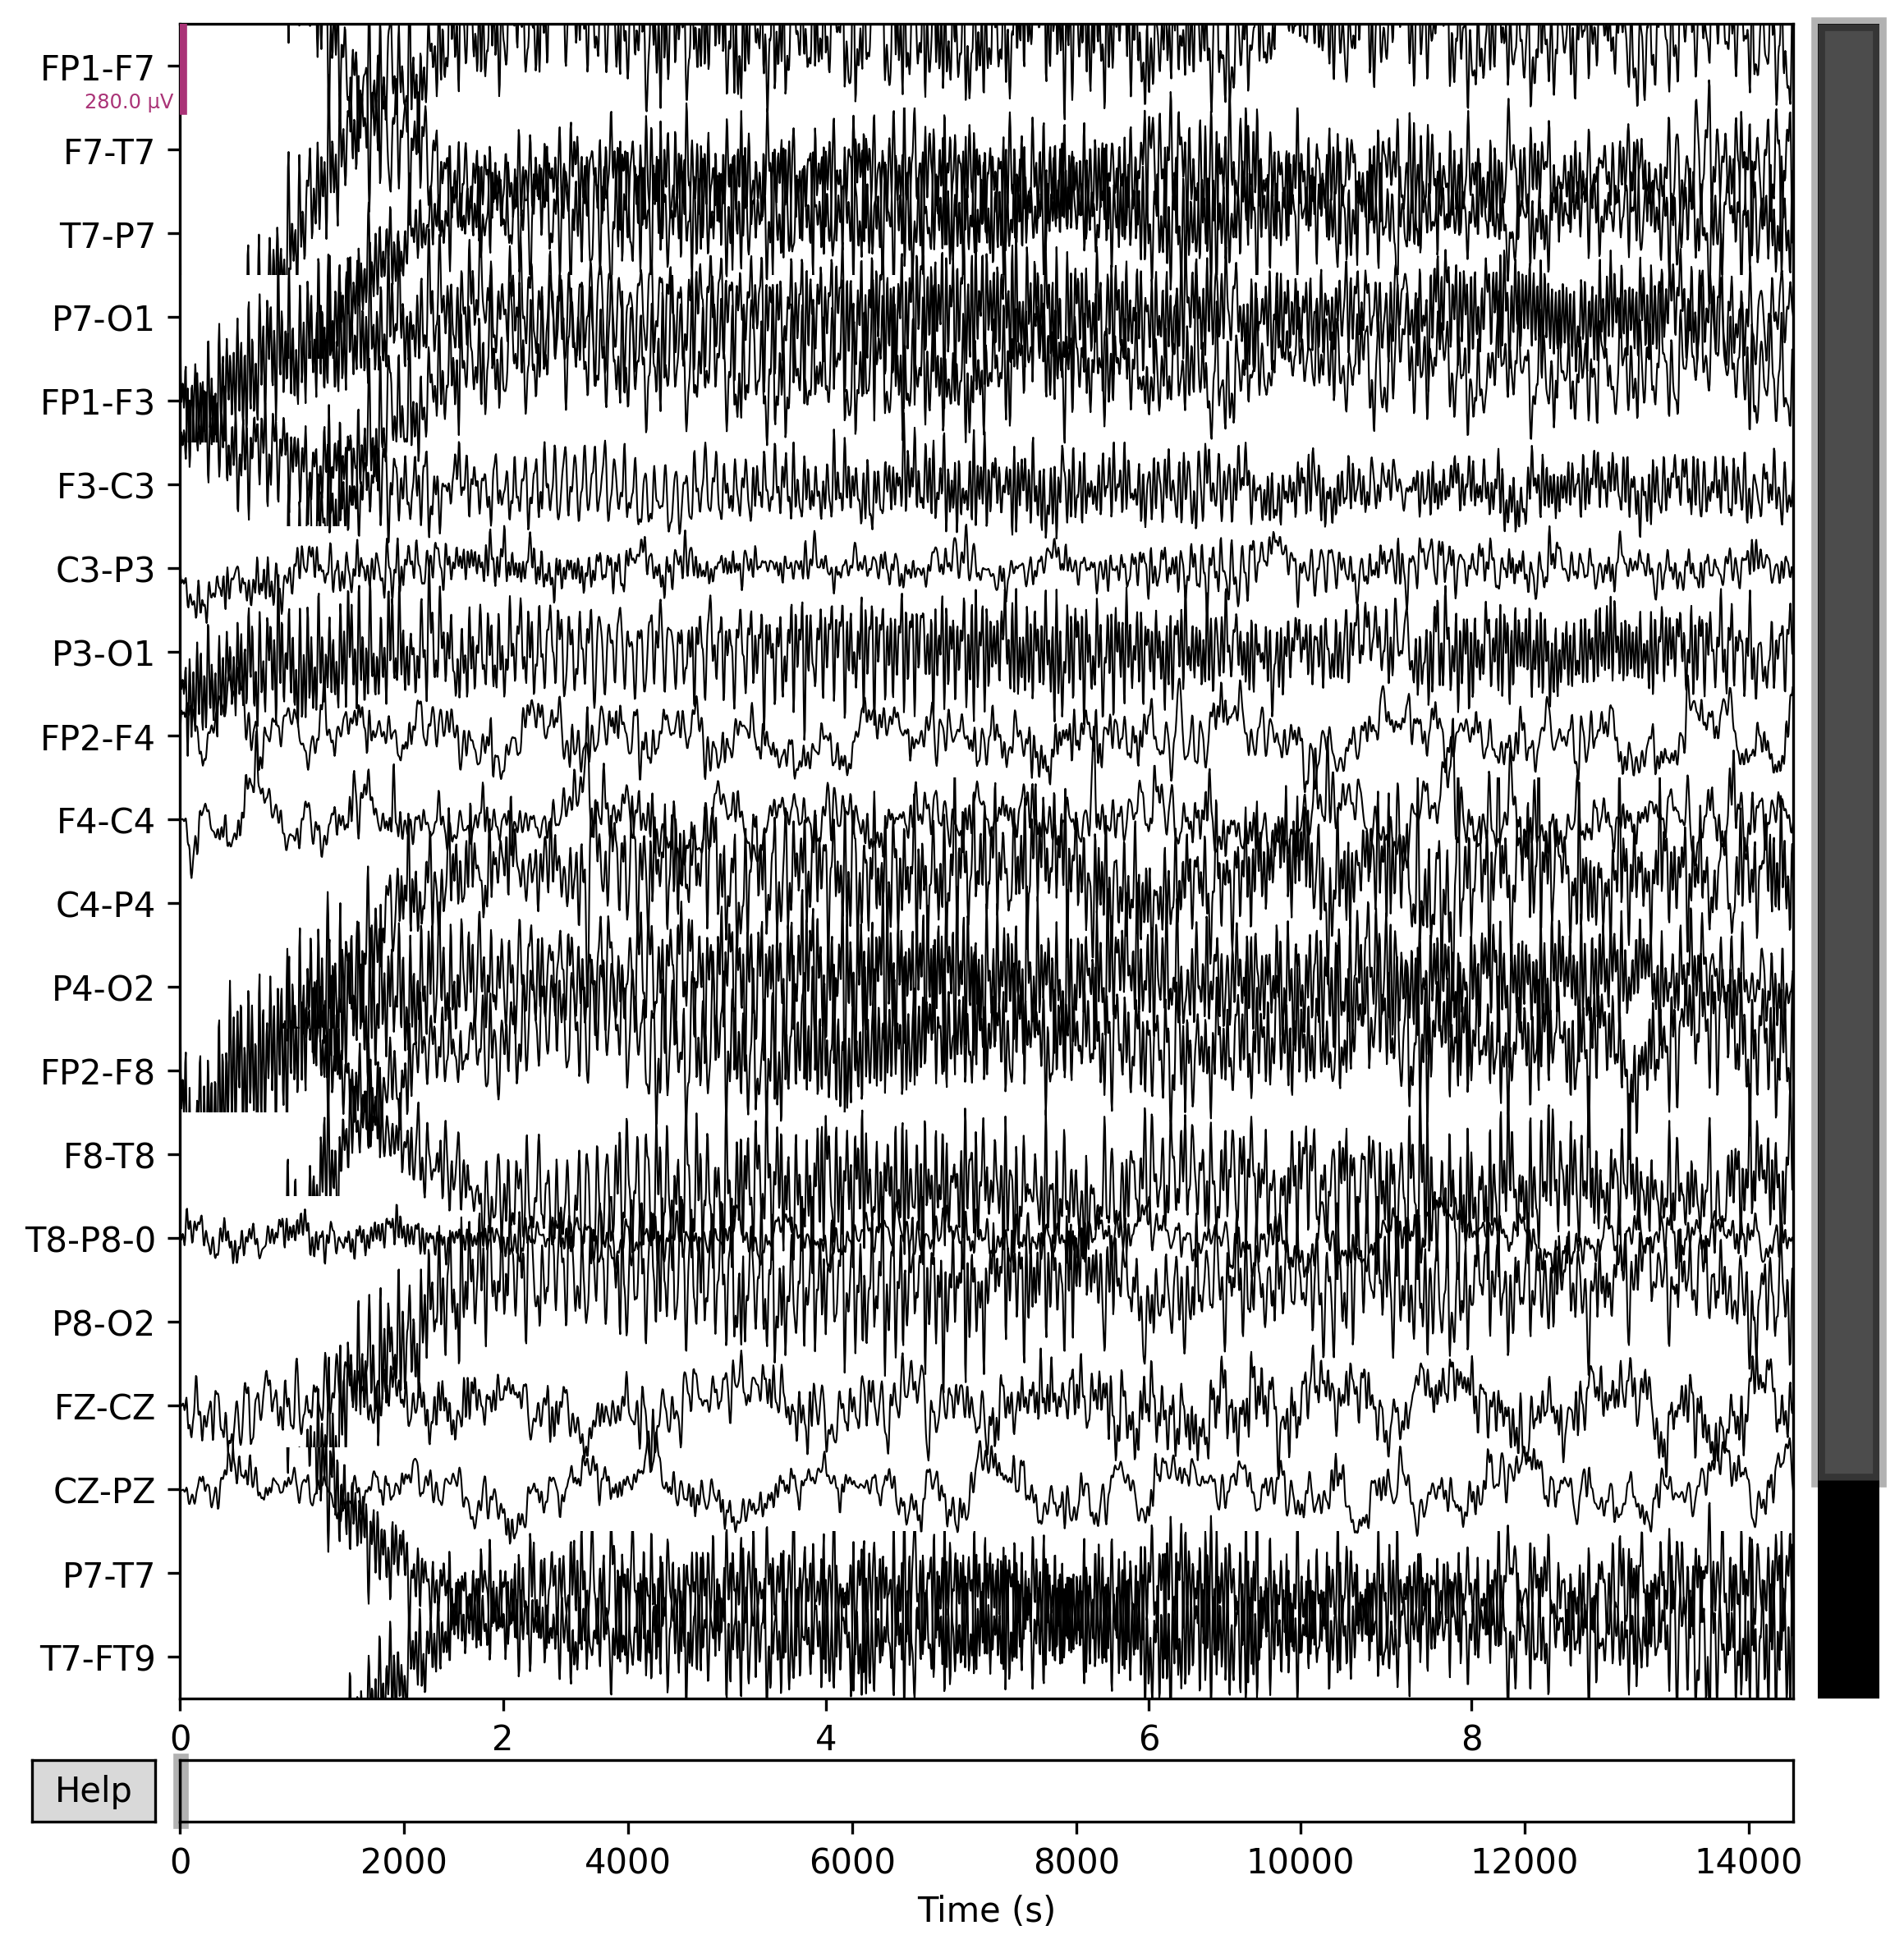 FP1-F7
280.0 µV
F7-T7
T7-P7
P7-O1
FP1-F3
F3-C3
C3-P3
P3-O1
FP2-F4
F4-C4
C4-P4
P4-O2
FP2-F8
F8-T8
T8-P8-0
P8-O2
FZ-CZ
CZ-PZ
P7-T7
T7-FT9
0 2 4 6 8
Help
0 2000 4000 6000 8000 10000 12000 14000
Time (s)